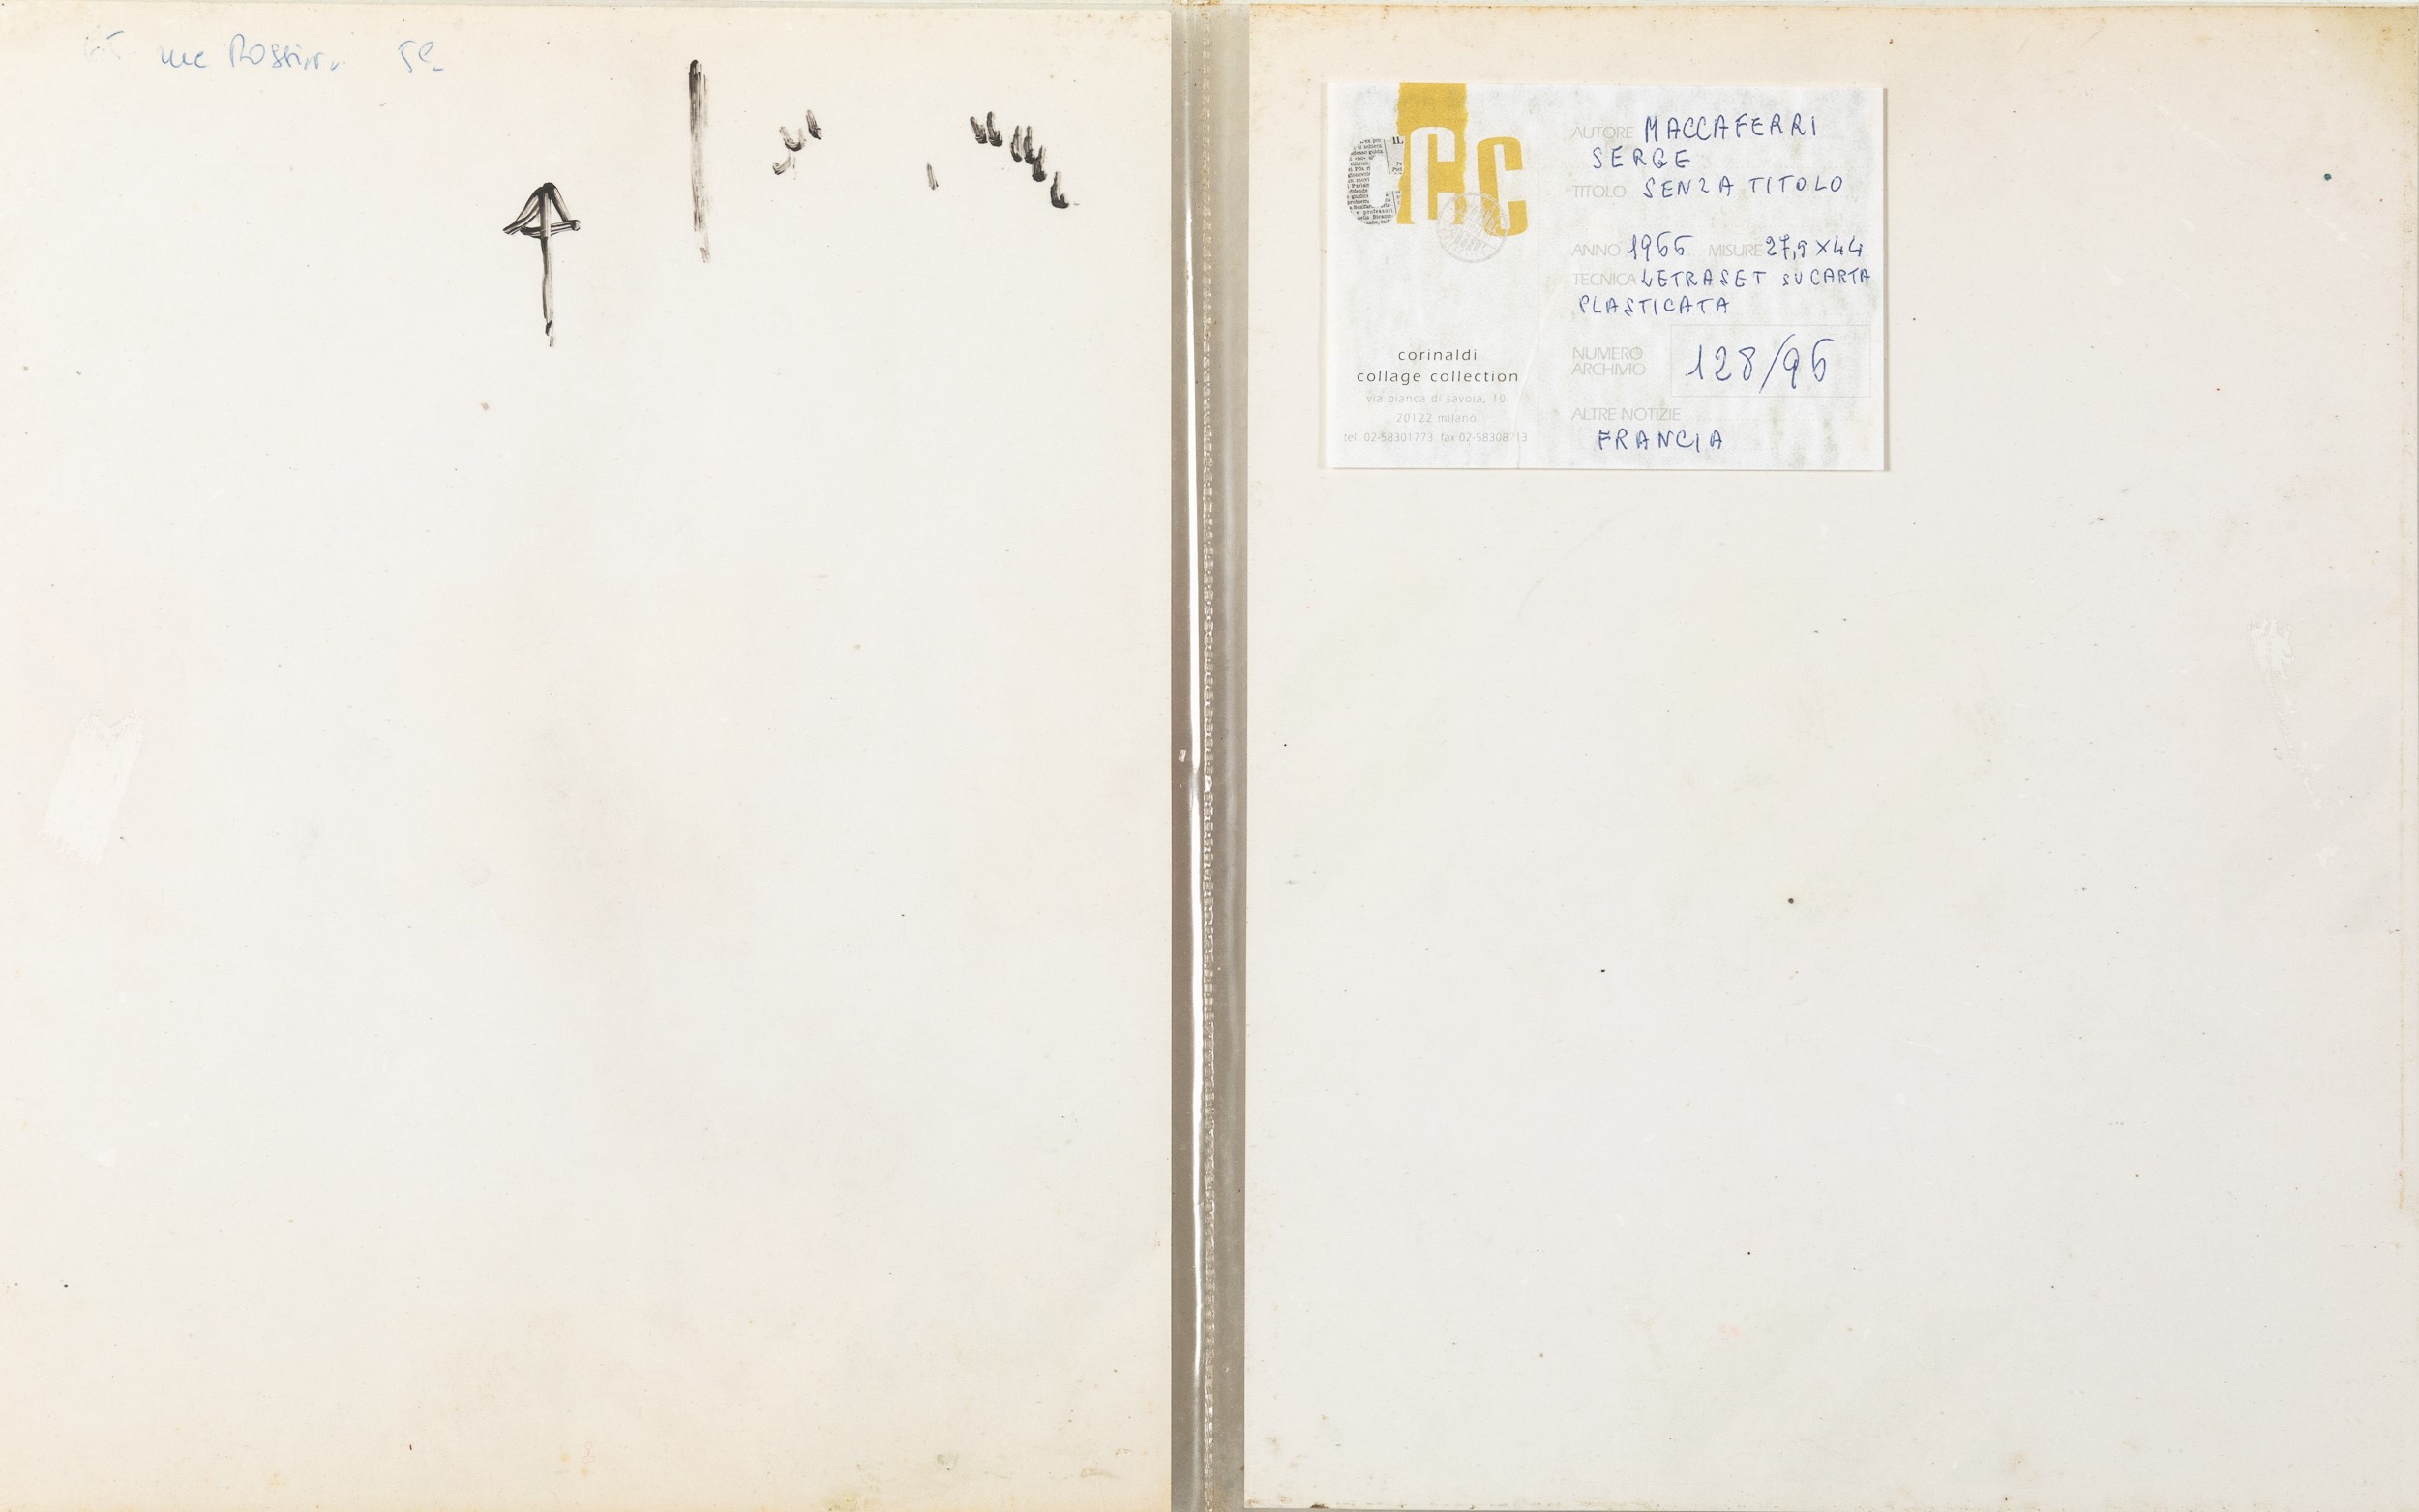 CCC
corinaldi
collage collection
via bianca di savoia, 10
20122 milano
tel. 02-58301773 fax 02-58308713
AUTORE MACCAFERRI
SERGE
TITOLO SENZA TITOLO
ANNO 1966 MISURE 27,5 X 44
TECNICA LETRASET SU CARTA
PLASTICATA
NUMERO
ARCHIVIO 128/96
ALTRE NOTIZIE
FRANCIA